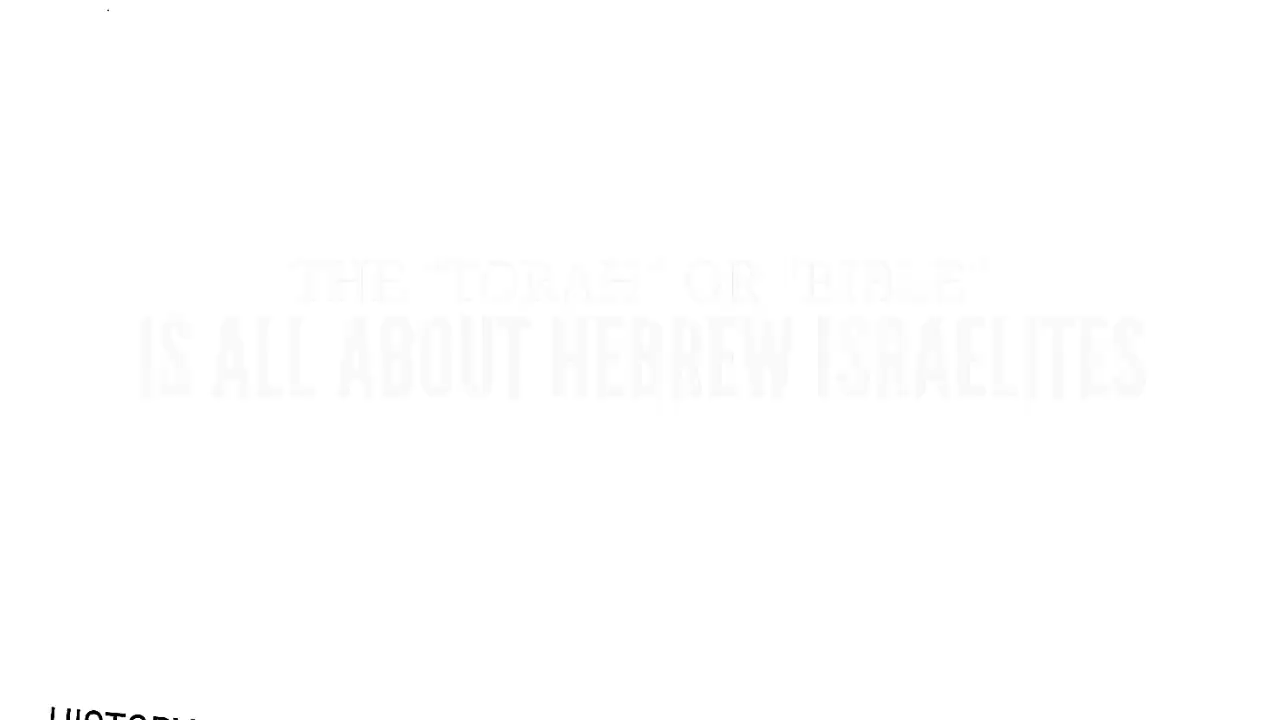 THE "TORAH" OR "BIBLE"
IS ALL ABOUT HEBREW ISRAELITES